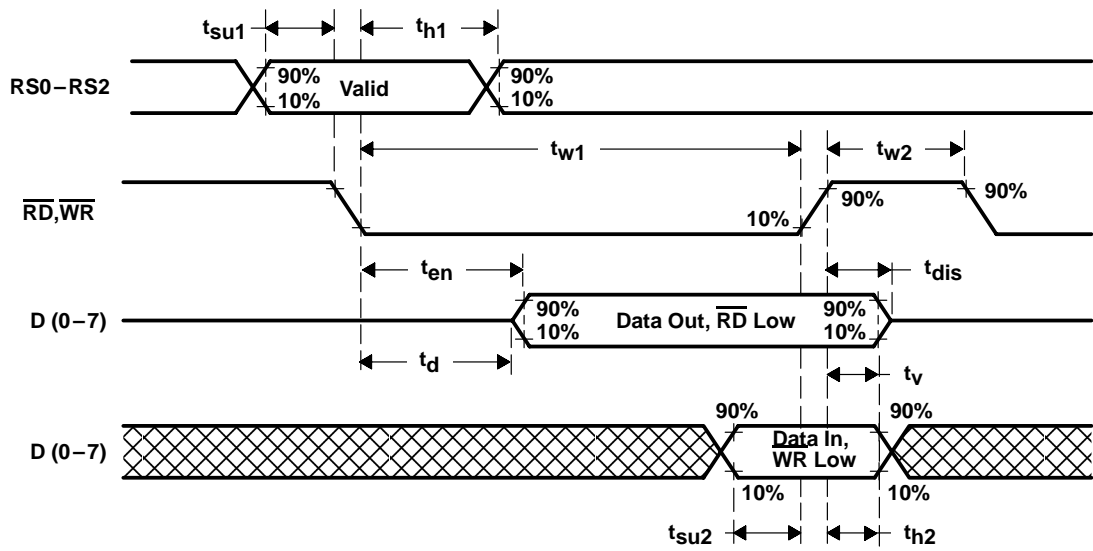 tsu1 th1
RS0–RS2 90% 10% Valid 90% 10%
tw1 tw2
RD,WR 10% 90% 90%
ten tdis
D (0–7) 90% 10% Data Out, RD Low 90% 10%
td tv
90% 90%
D (0–7) Data In,
WR Low
10% 10%
tsu2 th2